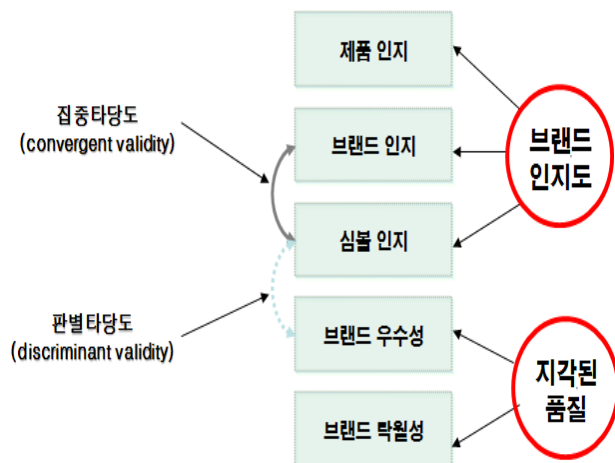 제품 인지
집중타당도
(convergent validity)
브랜드 인지
브랜드
인지도
심볼 인지
판별타당도
(discriminant validity)
브랜드 우수성
지각된
품질
브랜드 탁월성